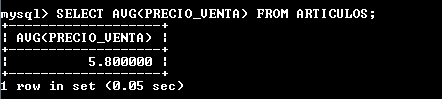 mysql> SELECT AVG(PRECIO_VENTA) FROM ARTICULOS;
+-------------------+
| AVG(PRECIO_VENTA) |
+-------------------+
|          5.800000 |
+-------------------+
1 row in set (0.05 sec)